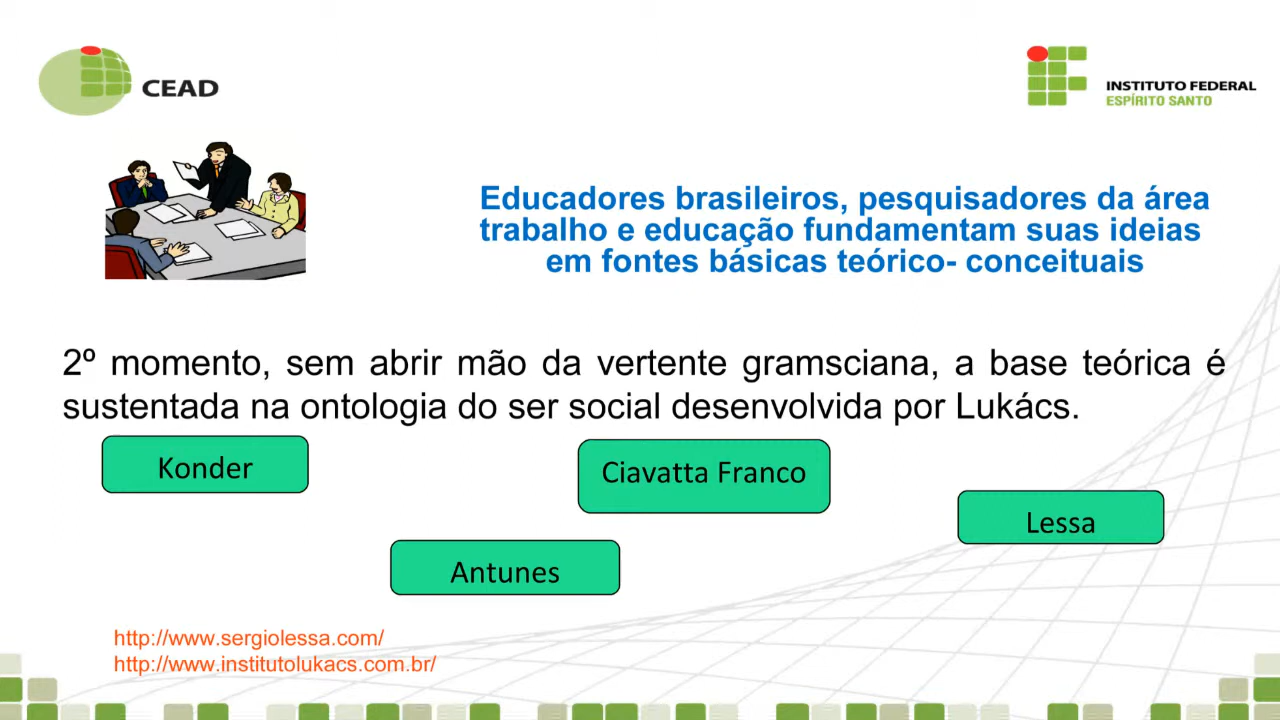 CEAD
INSTITUTO FEDERAL
ESPÍRITO SANTO
Educadores brasileiros, pesquisadores da área
trabalho e educação fundamentam suas ideias
em fontes básicas teórico- conceituais
2º momento, sem abrir mão da vertente gramsciana, a base teórica é
sustentada na ontologia do ser social desenvolvida por Lukács.
Konder
Ciavatta Franco
Lessa
Antunes
http://www.sergiolessa.com/
http://www.institutolukacs.com.br/